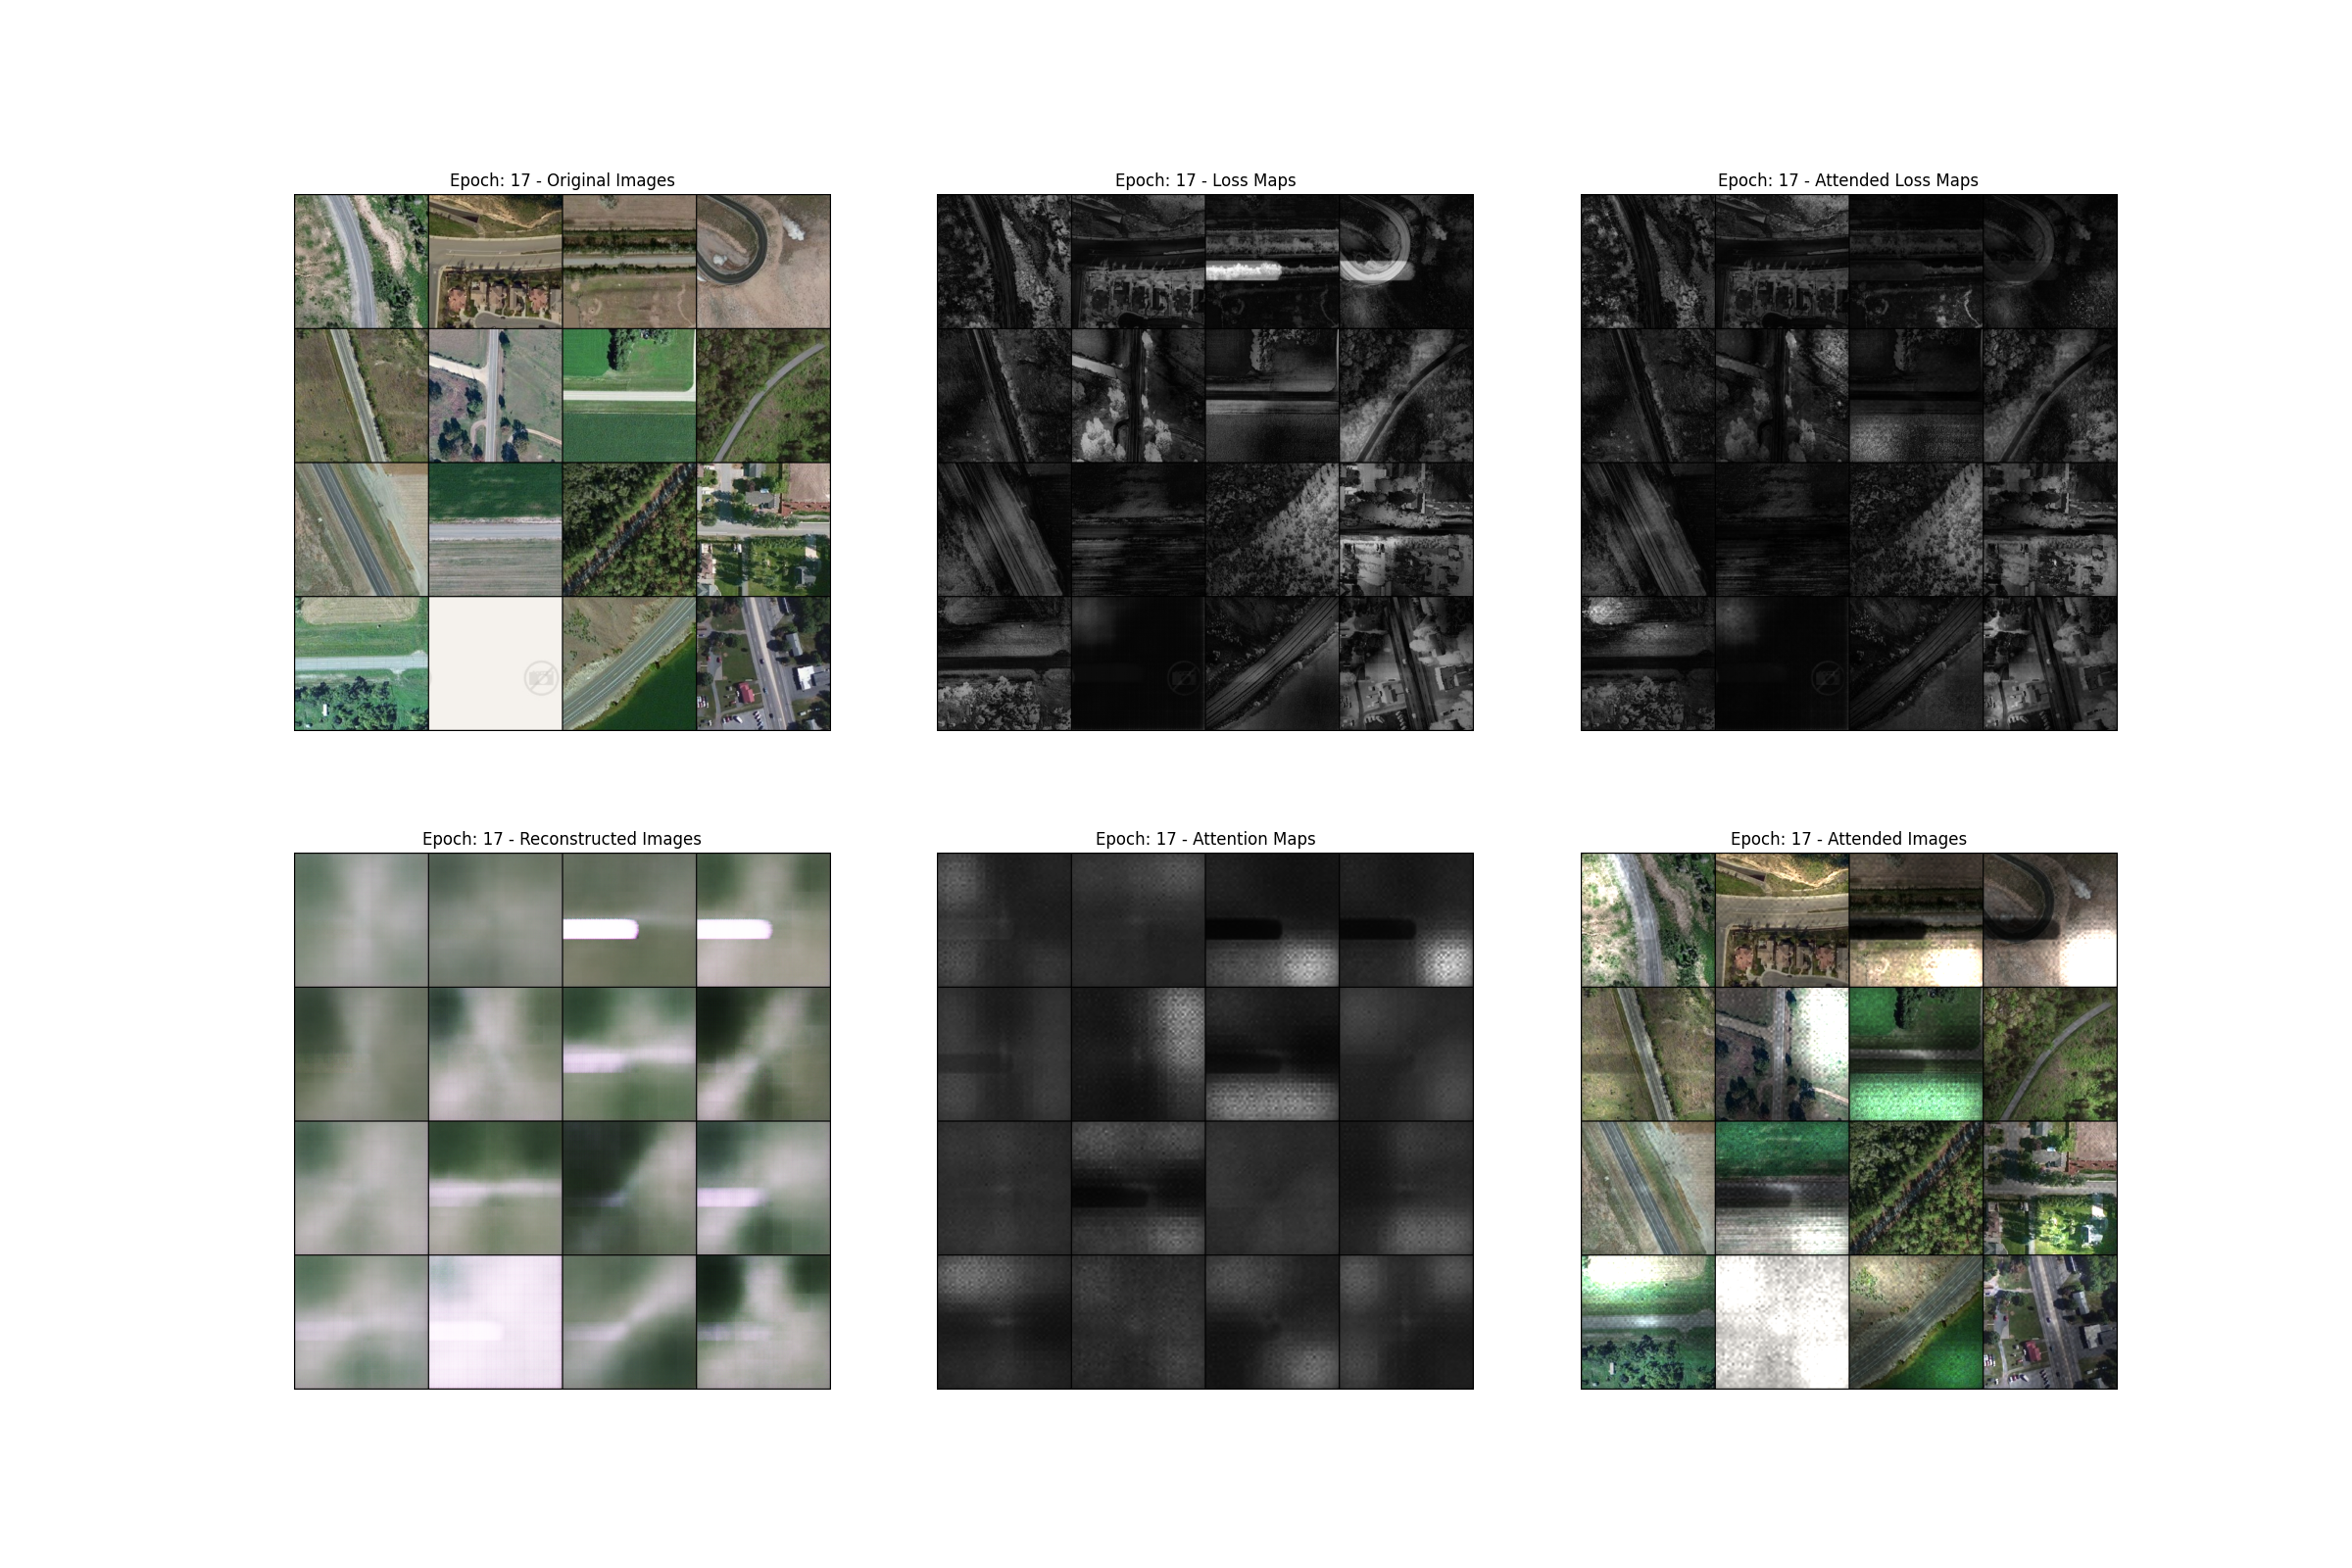 Epoch: 17 - Original Images
Epoch: 17 - Loss Maps
Epoch: 17 - Attended Loss Maps
Epoch: 17 - Reconstructed Images
Epoch: 17 - Attention Maps
Epoch: 17 - Attended Images